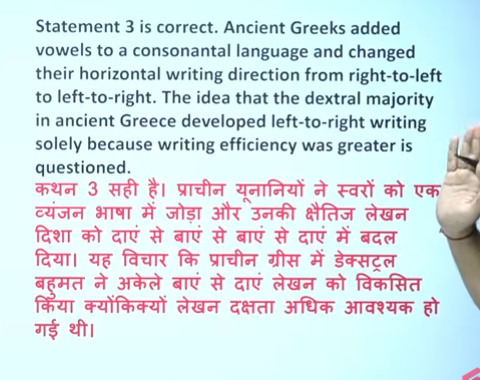 Statement 3 is correct. Ancient Greeks added
vowels to a consonantal language and changed
their horizontal writing direction from right-to-left
to left-to-right. The idea that the dextral majority
in ancient Greece developed left-to-right writing
solely because writing efficiency was greater is
questioned.
कथन 3 सही है। प्राचीन यूनानियों ने स्वरों को एक
व्यंजन भाषा में जोड़ा और उनकी क्षैतिज लेखन
दिशा को दाएं से बाएं से बाएं से दाएं में बदल
दिया। यह विचार कि प्राचीन ग्रीस में डेक्सट्रल
बहुमत ने अकेले बाएं से दाएं लेखन को विकसित
किया क्योंकिक्यों लेखन दक्षता अधिक आवश्यक हो
गई थी।